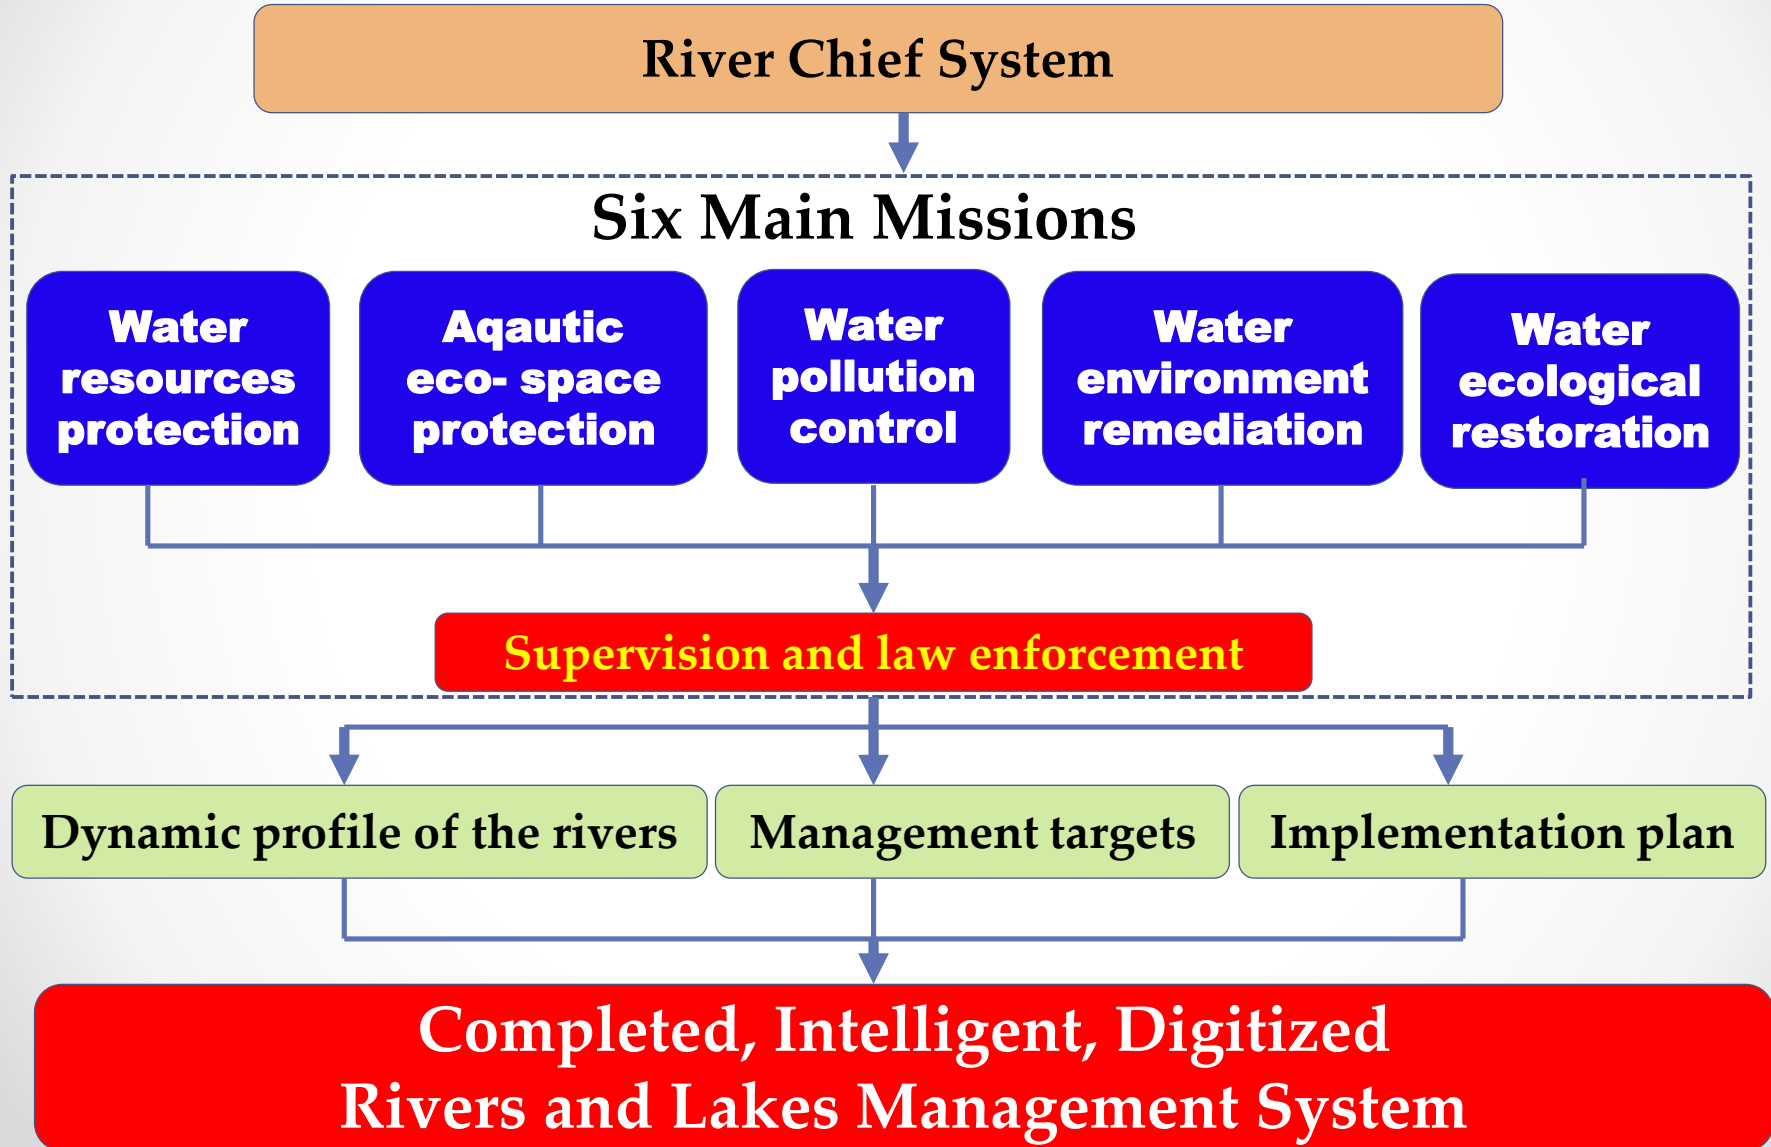 River Chief System
Six Main Missions
Water
resources
protection
Aqautic
eco- space
protection
Water
pollution
control
Water
environment
remediation
Water
ecological
restoration
Supervision and law enforcement
Dynamic profile of the rivers
Management targets
Implementation plan
Completed, Intelligent, Digitized
Rivers and Lakes Management System